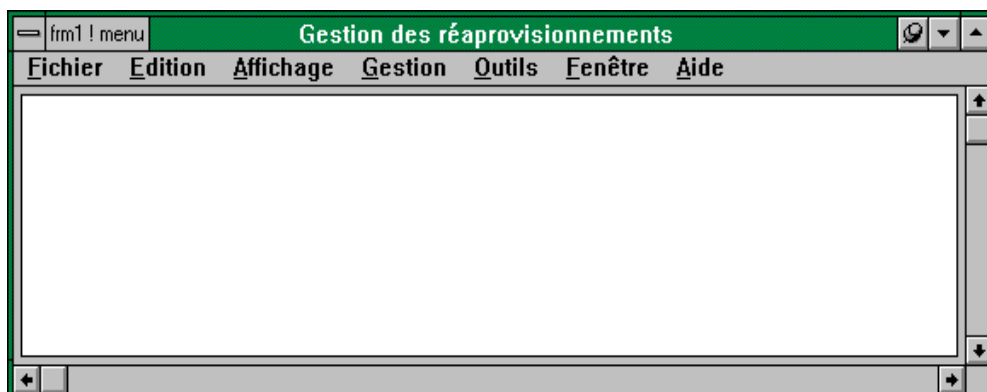 frm1 ! menu Gestion des réaprovisionnements
Fichier Edition Affichage Gestion Outils Fenêtre Aide